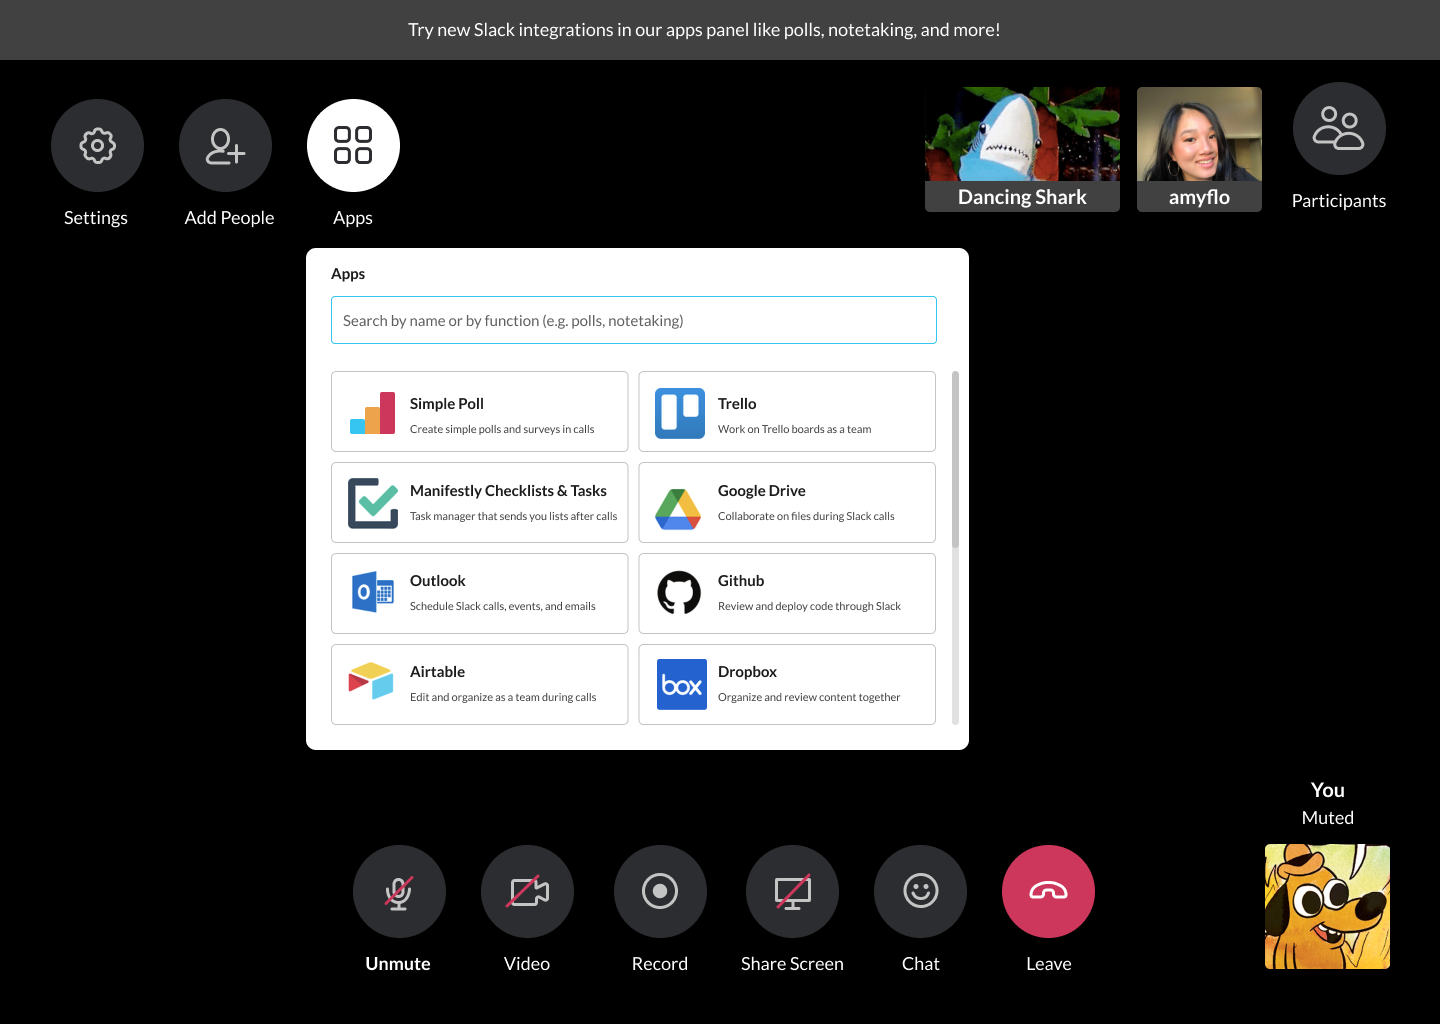 Try new Slack integrations in our apps panel like polls, notetaking, and more!
Settings
Add People
Apps
Dancing Shark
amyflo
Participants
Apps
Search by name or by function (e.g. polls, notetaking)
Simple Poll
Create simple polls and surveys in calls
Trello
Work on Trello boards as a team
Manifestly Checklists & Tasks
Task manager that sends you lists after calls
Google Drive
Collaborate on files during Slack calls
Outlook
Schedule Slack calls, events, and emails
O
Github
Review and deploy code through Slack
Airtable
Edit and organize as a team during calls
box
Dropbox
Organize and review content together
You
Muted
Unmute
Video
Record
Share Screen
Chat
Leave